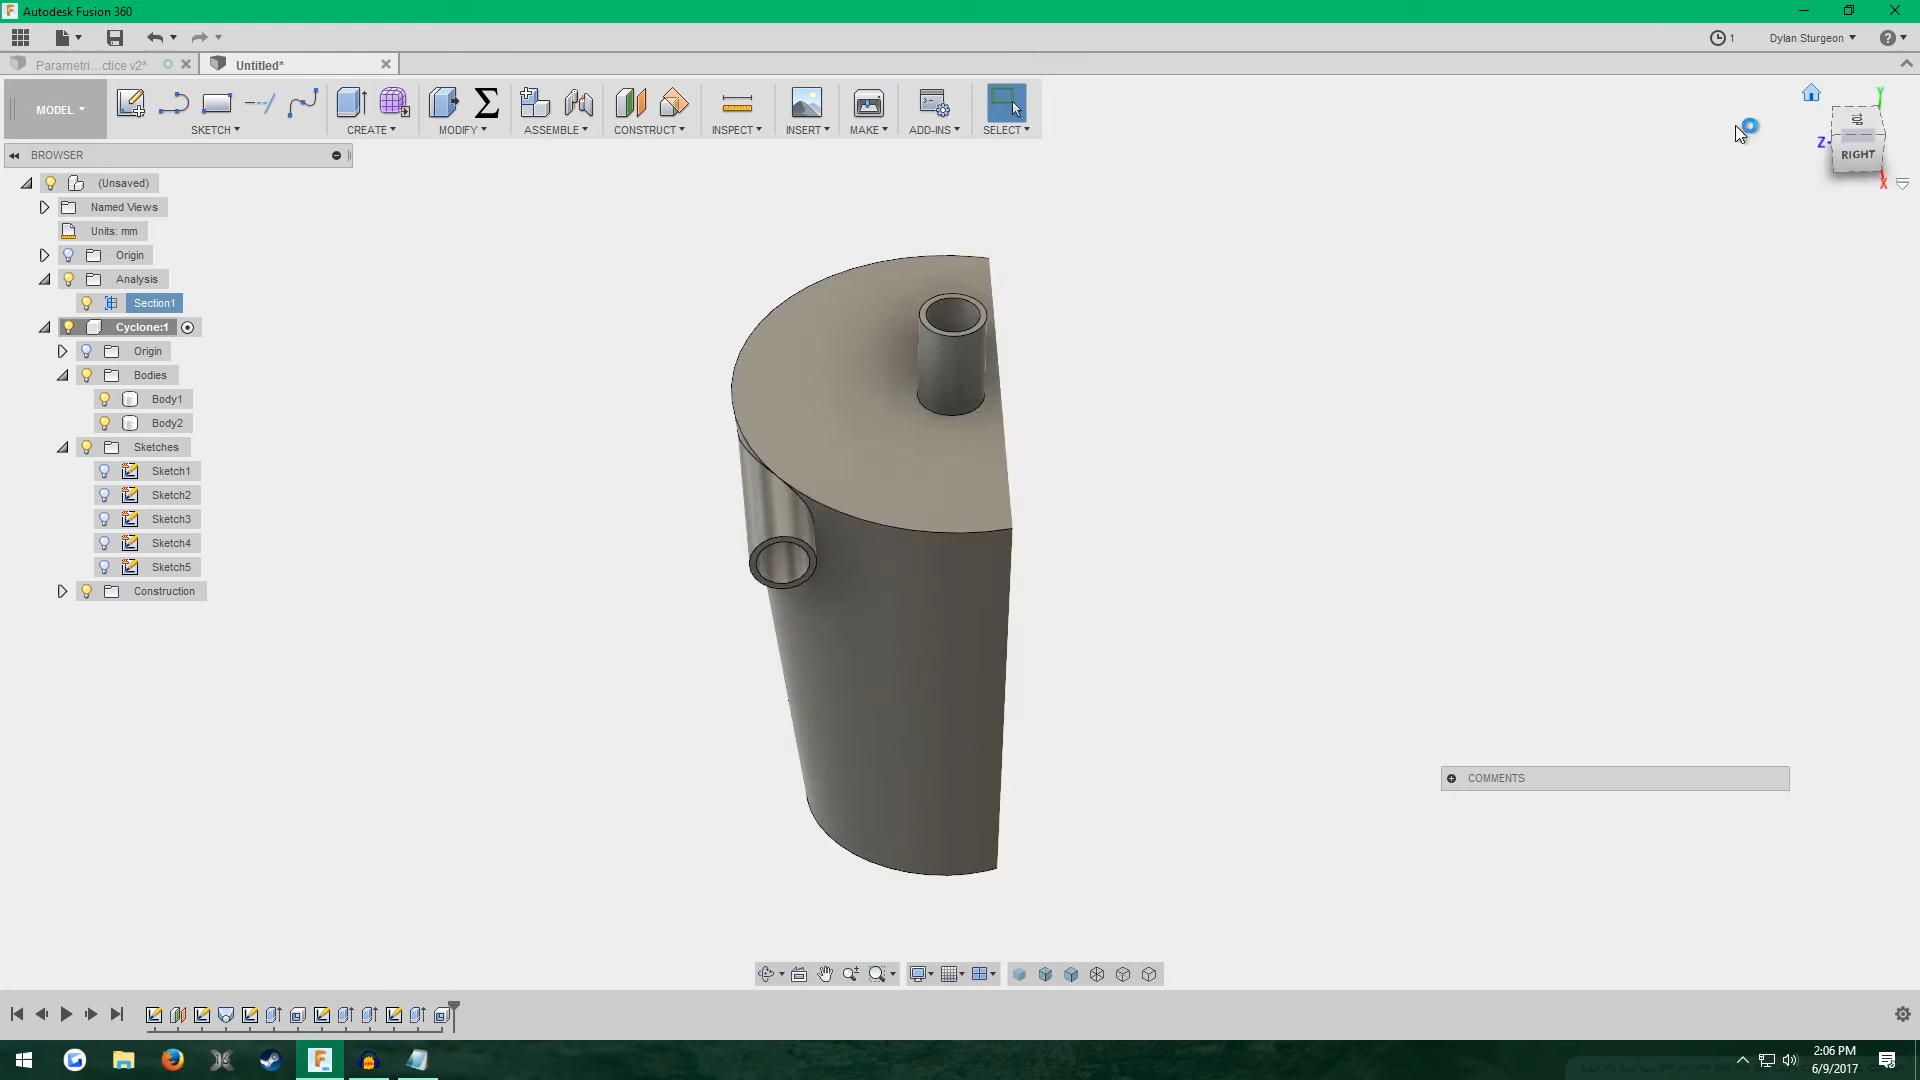 Autodesk Fusion 360
1
Dylan Sturgeon
Parametri...ctice v2*
Untitled*
MODEL
SKETCH
CREATE
MODIFY
ASSEMBLE
CONSTRUCT
INSPECT
INSERT
MAKE
ADD-INS
SELECT
Y
Z
RIGHT
X
BROWSER
(Unsaved)
Named Views
Units: mm
Origin
Analysis
Section1
Cyclone:1
Origin
Bodies
Body1
Body2
Sketches
Sketch1
Sketch2
Sketch3
Sketch4
Sketch5
Construction
COMMENTS
2:06 PM
6/9/2017